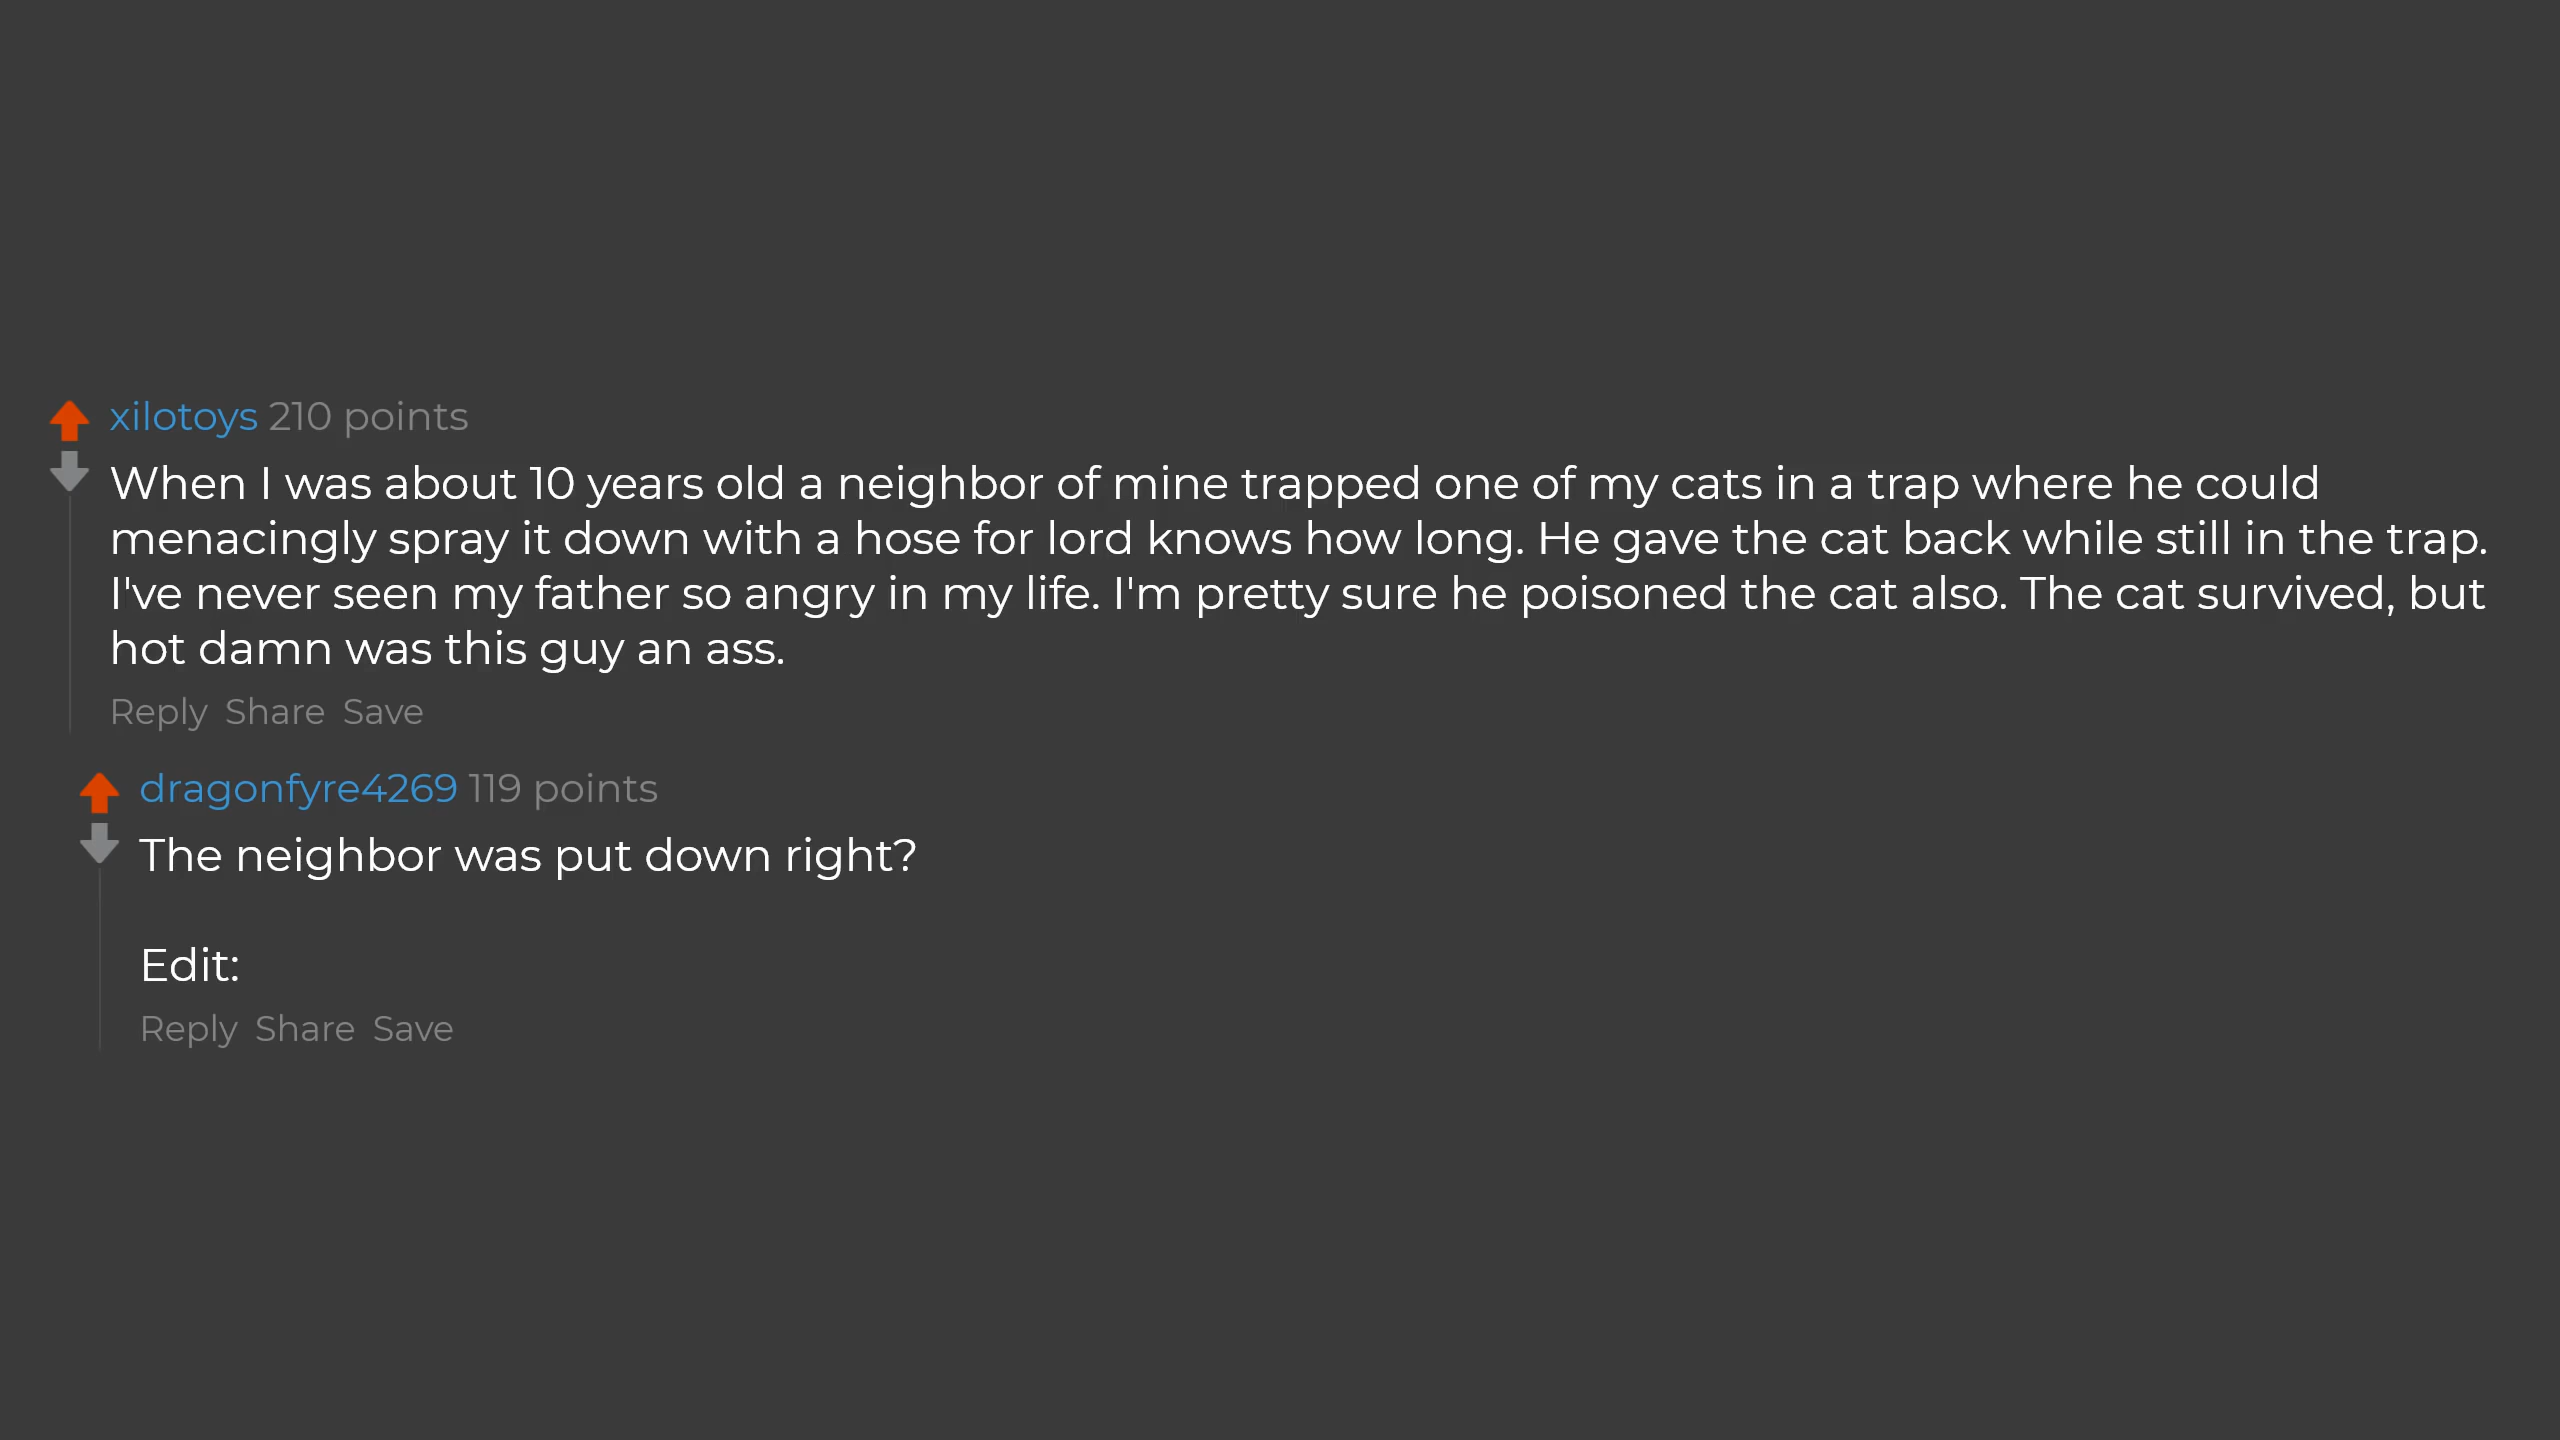 xilotoys 210 points
When I was about 10 years old a neighbor of mine trapped one of my cats in a trap where he could
menacingly spray it down with a hose for lord knows how long. He gave the cat back while still in the trap.
I've never seen my father so angry in my life. I'm pretty sure he poisoned the cat also. The cat survived, but
hot damn was this guy an ass.
Reply Share Save
dragonfyre4269 119 points
The neighbor was put down right?
Edit:
Reply Share Save